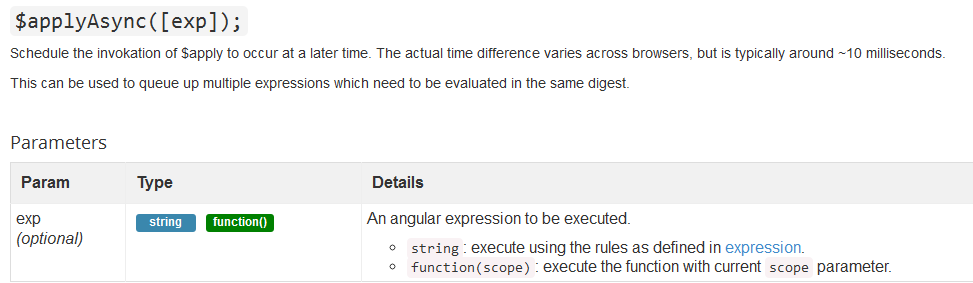 $applyAsync([exp]);
Schedule the invokation of $apply to occur at a later time. The actual time difference varies across browsers, but is typically around ~10 milliseconds.
This can be used to queue up multiple expressions which need to be evaluated in the same digest.
Parameters
Param Type Details
exp string function() An angular expression to be executed.
(optional)
string : execute using the rules as defined in expression.
function(scope) : execute the function with current scope parameter.